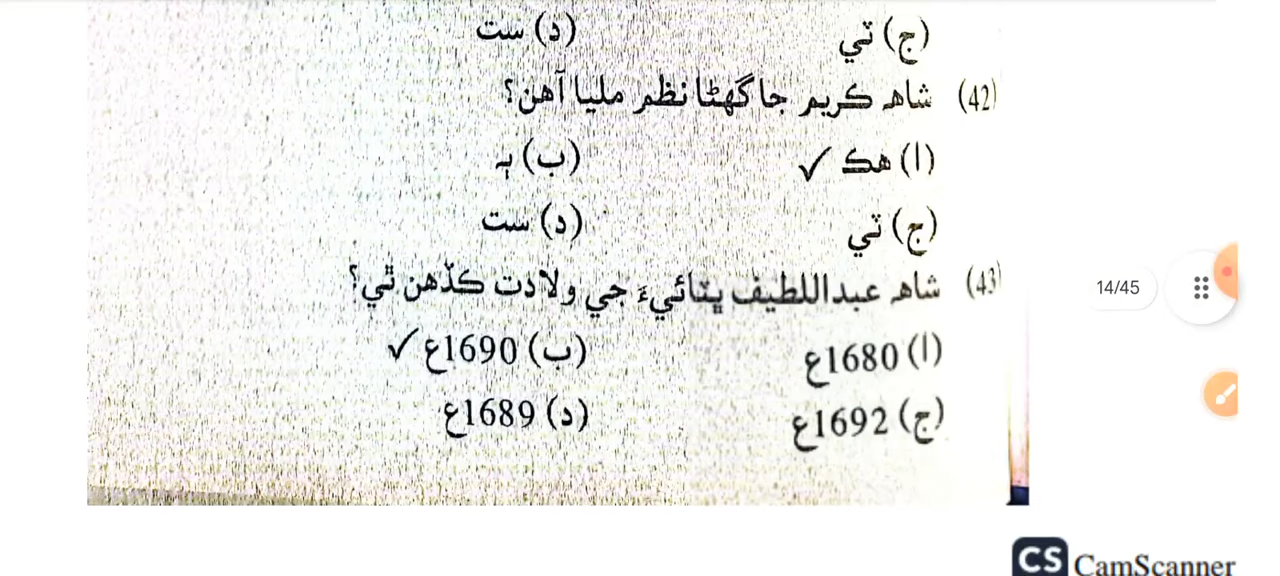 (ج) ٽي (د) ست
(42) شاهه ڪريم جا گهڻا نظم مليا آهن؟
(ا) هڪ ✓ (ب) ٻه
(ج) ٽي (د) ست
(43) شاهه عبداللطيف ڀٽائيءَ جي ولادت ڪڏهن ٿي؟
(ا) 1680ع (ب) 1690ع ✓
(ج) 1692ع (د) 1689ع
14/45
CS CamScanner